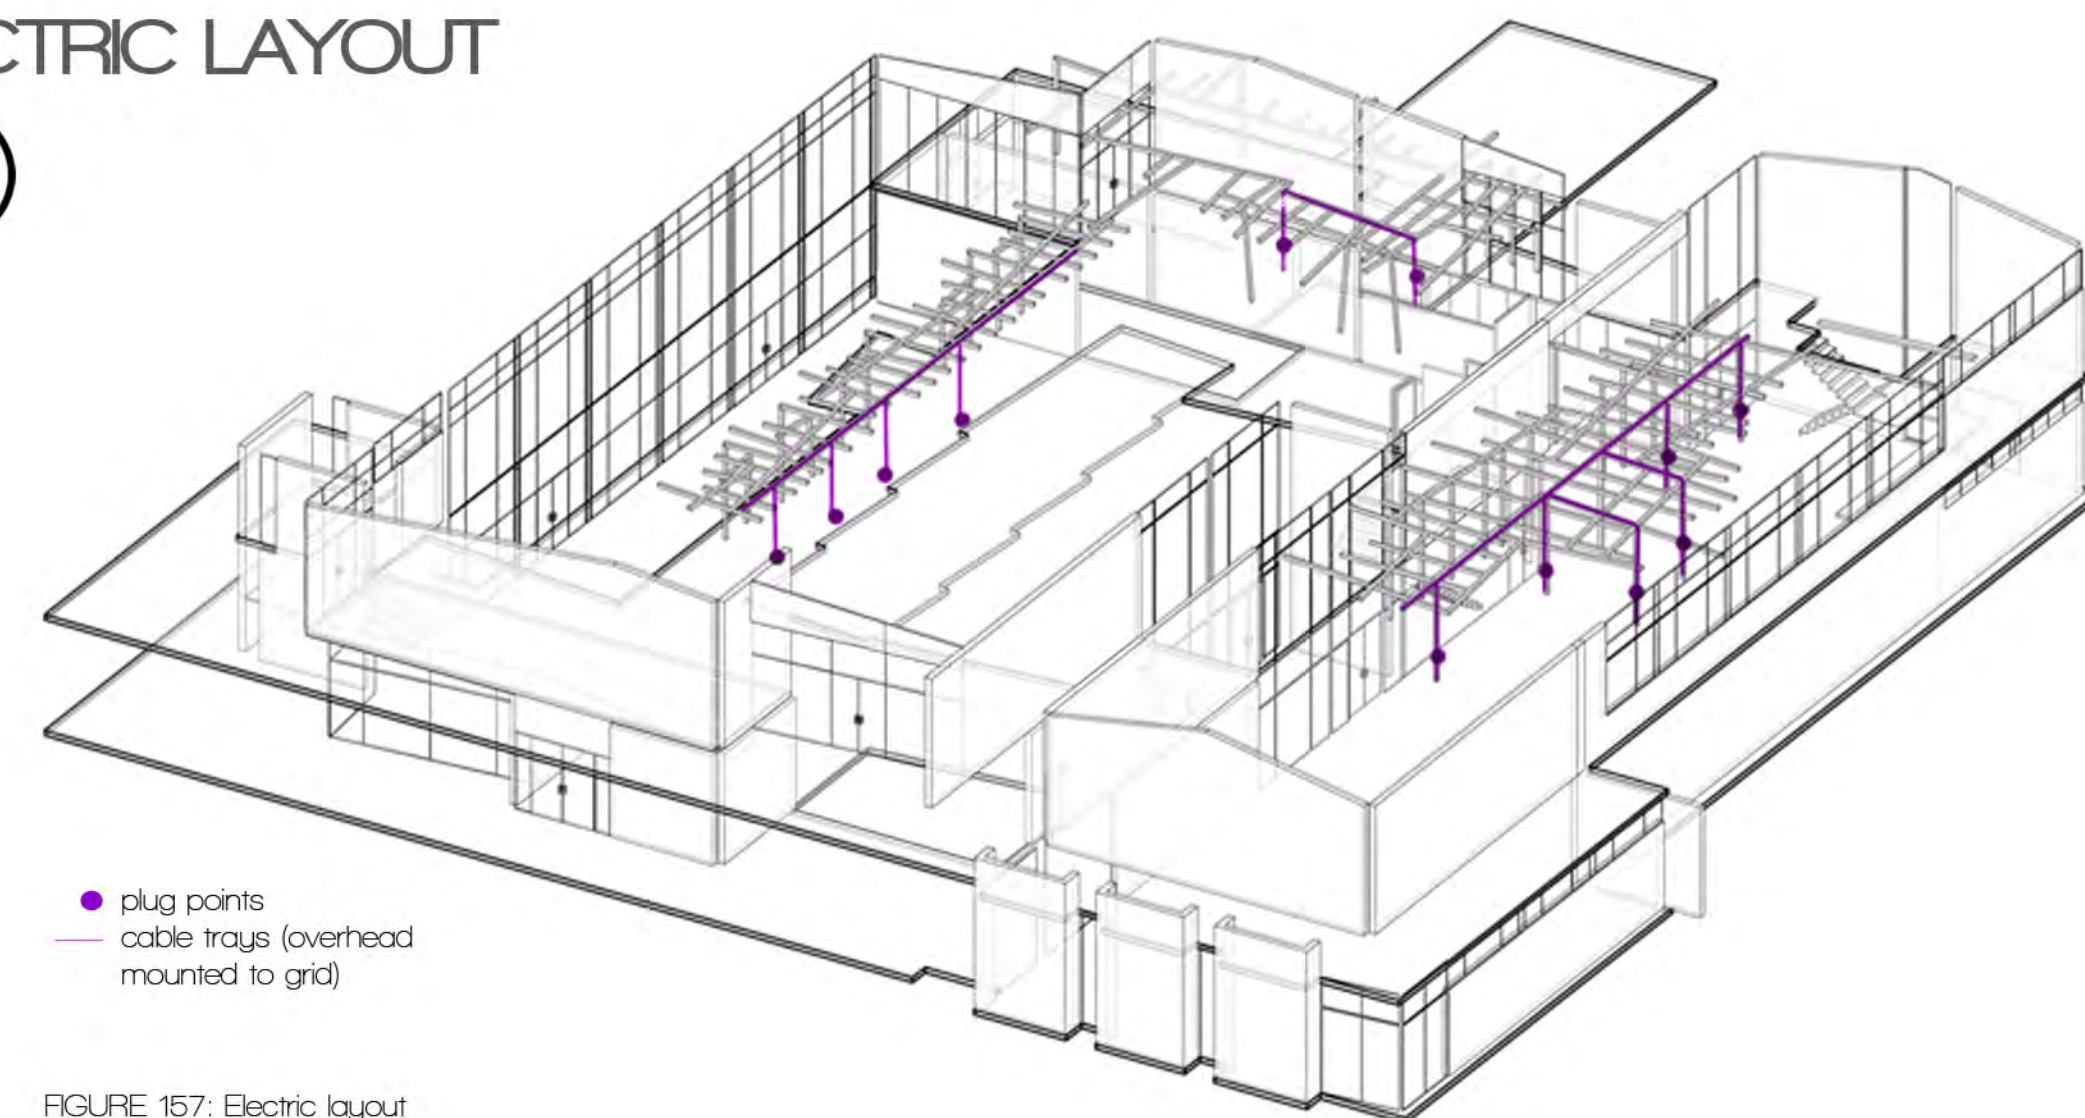 CTRIC LAYOUT
plug points
cable trays (overhead
mounted to grid)
FIGURE 157: Electric layout